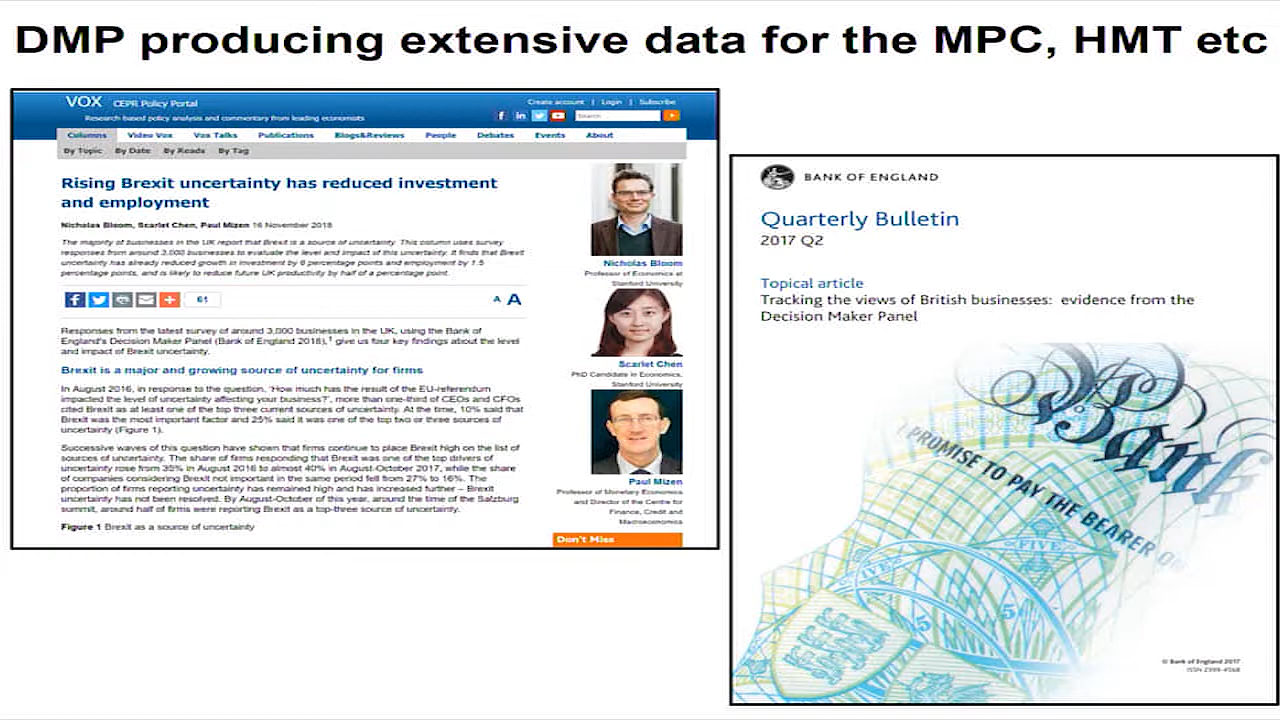 DMP producing extensive data for the MPC, HMT etc
VOX CEPR Policy Portal
Create account | Login | Subscribe
Research based policy analysis and commentary from leading economists
Search
Columns Video Vox Vox Talks Publications Blogs&Reviews People Debates Events About
By Topic By Date By Reads By Tag
Rising Brexit uncertainty has reduced investment
and employment
Nicholas Bloom, Scarlet Chen, Paul Mizen 16 November 2018
The majority of businesses in the UK report that Brexit is a source of uncertainty. This column uses survey
responses from around 3,000 businesses to evaluate the level and impact of this uncertainty. It finds that Brexit
uncertainty has already reduced growth in investment by 6 percentage points and employment by 1.5
percentage points, and is likely to reduce future UK productivity by half of a percentage point.
61
A A
Responses from the latest survey of around 3,000 businesses in the UK, using the Bank of
England's Decision Maker Panel (Bank of England 2018),¹ give us four key findings about the level
and impact of Brexit uncertainty.
Brexit is a major and growing source of uncertainty for firms
In August 2016, in response to the question, 'How much has the result of the EU-referendum
impacted the level of uncertainty affecting your business?', more than one-third of CEOs and CFOs
cited Brexit as at least one of the top three current sources of uncertainty. At the time, 10% said that
Brexit was the most important factor and 25% said it was one of the top two or three sources of
uncertainty (Figure 1).
Successive waves of this question have shown that firms continue to place Brexit high on the list of
sources of uncertainty. The share of firms responding that Brexit was one of the top drivers of
uncertainty rose from 35% in August 2016 to almost 40% in August-October 2017, while the share
of companies considering Brexit not important in the same period fell from 27% to 16%. The
proportion of firms reporting uncertainty has remained high and has increased further – Brexit
uncertainty has not been resolved. By August-October of this year, around the time of the Salzburg
summit, around half of firms were reporting Brexit as a top-three source of uncertainty.
Figure 1 Brexit as a source of uncertainty
Nicholas Bloom
Professor of Economics at
Stanford University
Scarlet Chen
PhD Candidate in Economics,
Stanford University
Paul Mizen
Professor of Monetary Economics
and Director of the Centre for
Finance, Credit and
Macroeconomics
Don't Miss
BANK OF ENGLAND
Quarterly Bulletin
2017 Q2
Topical article
Tracking the views of British businesses: evidence from the
Decision Maker Panel
Bank
PROMISE TO PAY THE BEARER O
© Bank of England 2017
ISSN 2399-4568